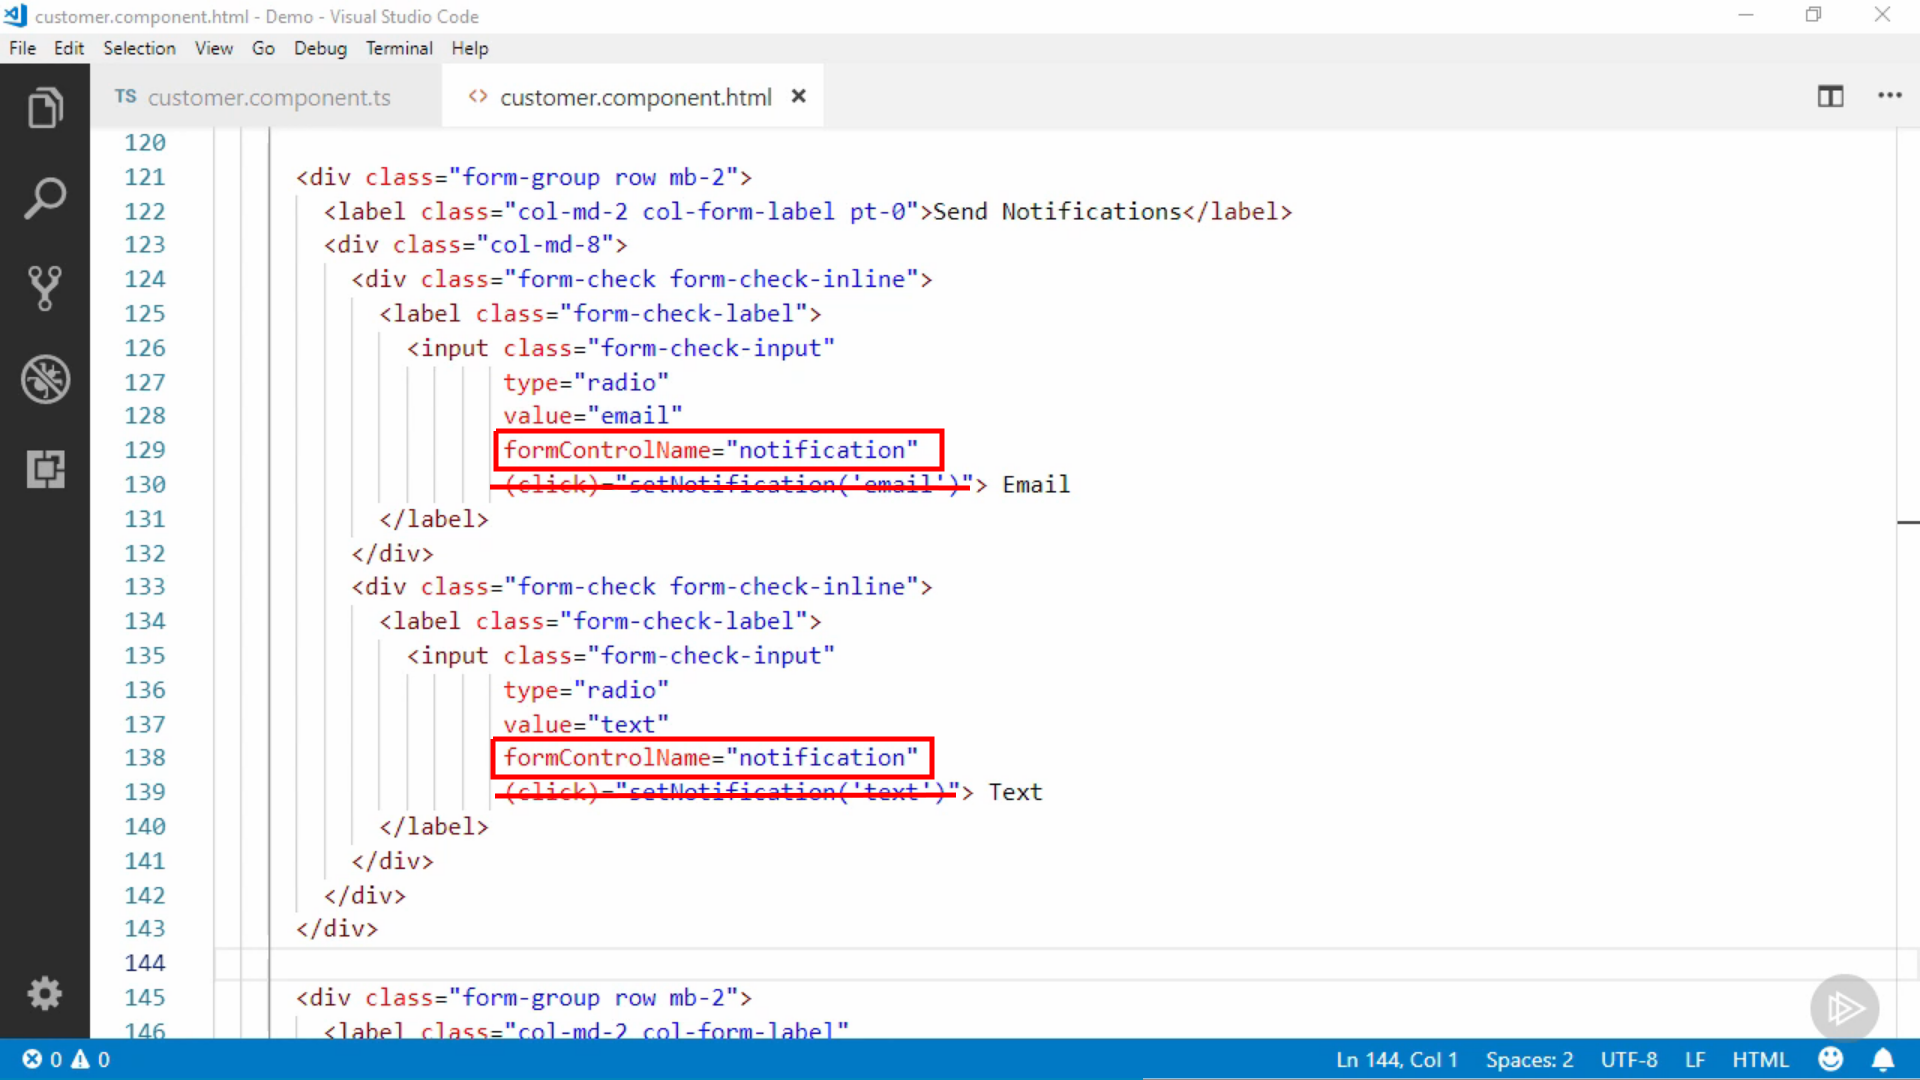 customer.component.html - Demo - Visual Studio Code
File Edit Selection View Go Debug Terminal Help
TS customer.component.ts <> customer.component.html
120
121 <div class="form-group row mb-2">
122 <label class="col-md-2 col-form-label pt-0">Send Notifications</label>
123 <div class="col-md-8">
124 <div class="form-check form-check-inline">
125 <label class="form-check-label">
126 <input class="form-check-input"
127 type="radio"
128 value="email"
129 formControlName="notification"
130 (click)="setNotification('email')"> Email
131 </label>
132 </div>
133 <div class="form-check form-check-inline">
134 <label class="form-check-label">
135 <input class="form-check-input"
136 type="radio"
137 value="text"
138 formControlName="notification"
139 (click)="setNotification('text')"> Text
140 </label>
141 </div>
142 </div>
143 </div>
144
145 <div class="form-group row mb-2">
146 <label class="col-md-2 col-form-label"
0 0 Ln 144, Col 1 Spaces: 2 UTF-8 LF HTML